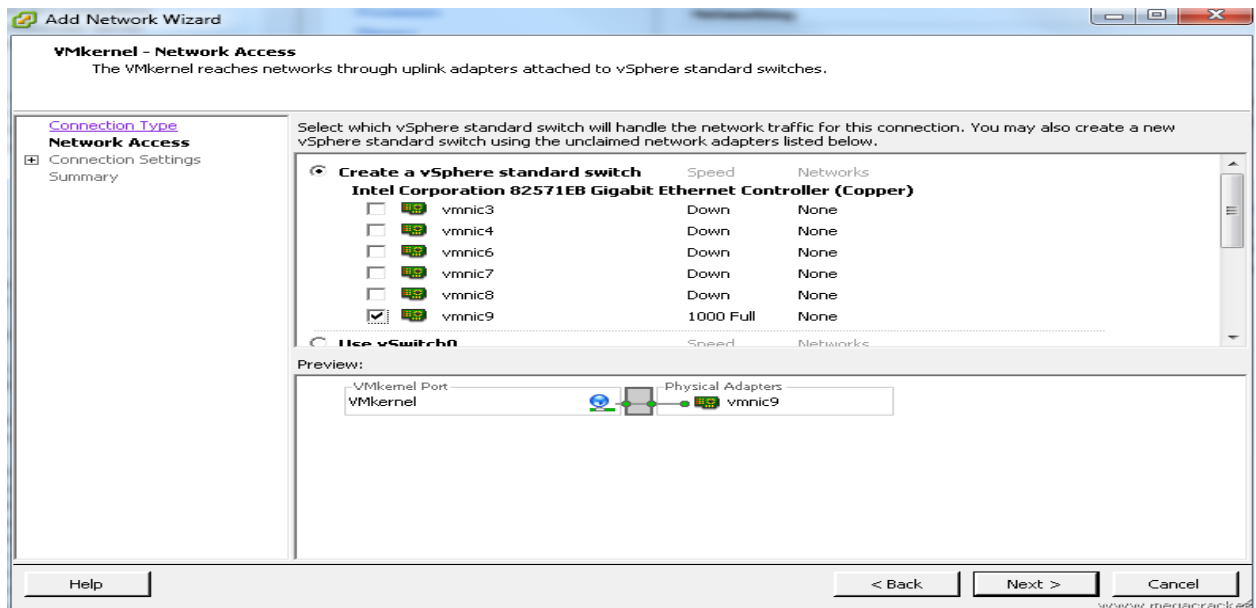 Add Network Wizard
VMkernel - Network Access
The VMkernel reaches networks through uplink adapters attached to vSphere standard switches.
Connection Type
Network Access
Connection Settings
Summary
Select which vSphere standard switch will handle the network traffic for this connection. You may also create a new
vSphere standard switch using the unclaimed network adapters listed below.
Create a vSphere standard switch Speed Networks
Intel Corporation 82571EB Gigabit Ethernet Controller (Copper)
vmnic3 Down None
vmnic4 Down None
vmnic6 Down None
vmnic7 Down None
vmnic8 Down None
vmnic9 1000 Full None
Use vSwitch0 Speed Networks
Preview:
VMkernel Port Physical Adapters
VMkernel vmnic9
Help < Back Next > Cancel